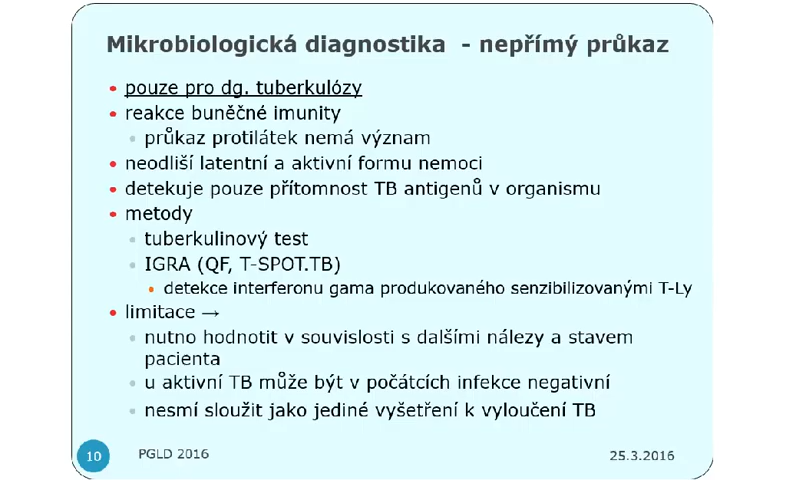 Mikrobiologická diagnostika - nepřímý průkaz
• pouze pro dg. tuberkulózy
• reakce buněčné imunity
• průkaz protilátek nemá význam
• neodliší latentní a aktivní formu nemoci
• detekuje pouze přítomnost TB antigenů v organismu
• metody
• tuberkulinový test
• IGRA (QF, T-SPOT.TB)
• detekce interferonu gama produkovaného senzibilizovanými T-Ly
• limitace →
• nutno hodnotit v souvislosti s dalšími nálezy a stavem
pacienta
• u aktivní TB může být v počátcích infekce negativní
• nesmí sloužit jako jediné vyšetření k vyloučení TB
10 PGLD 2016 25.3.2016